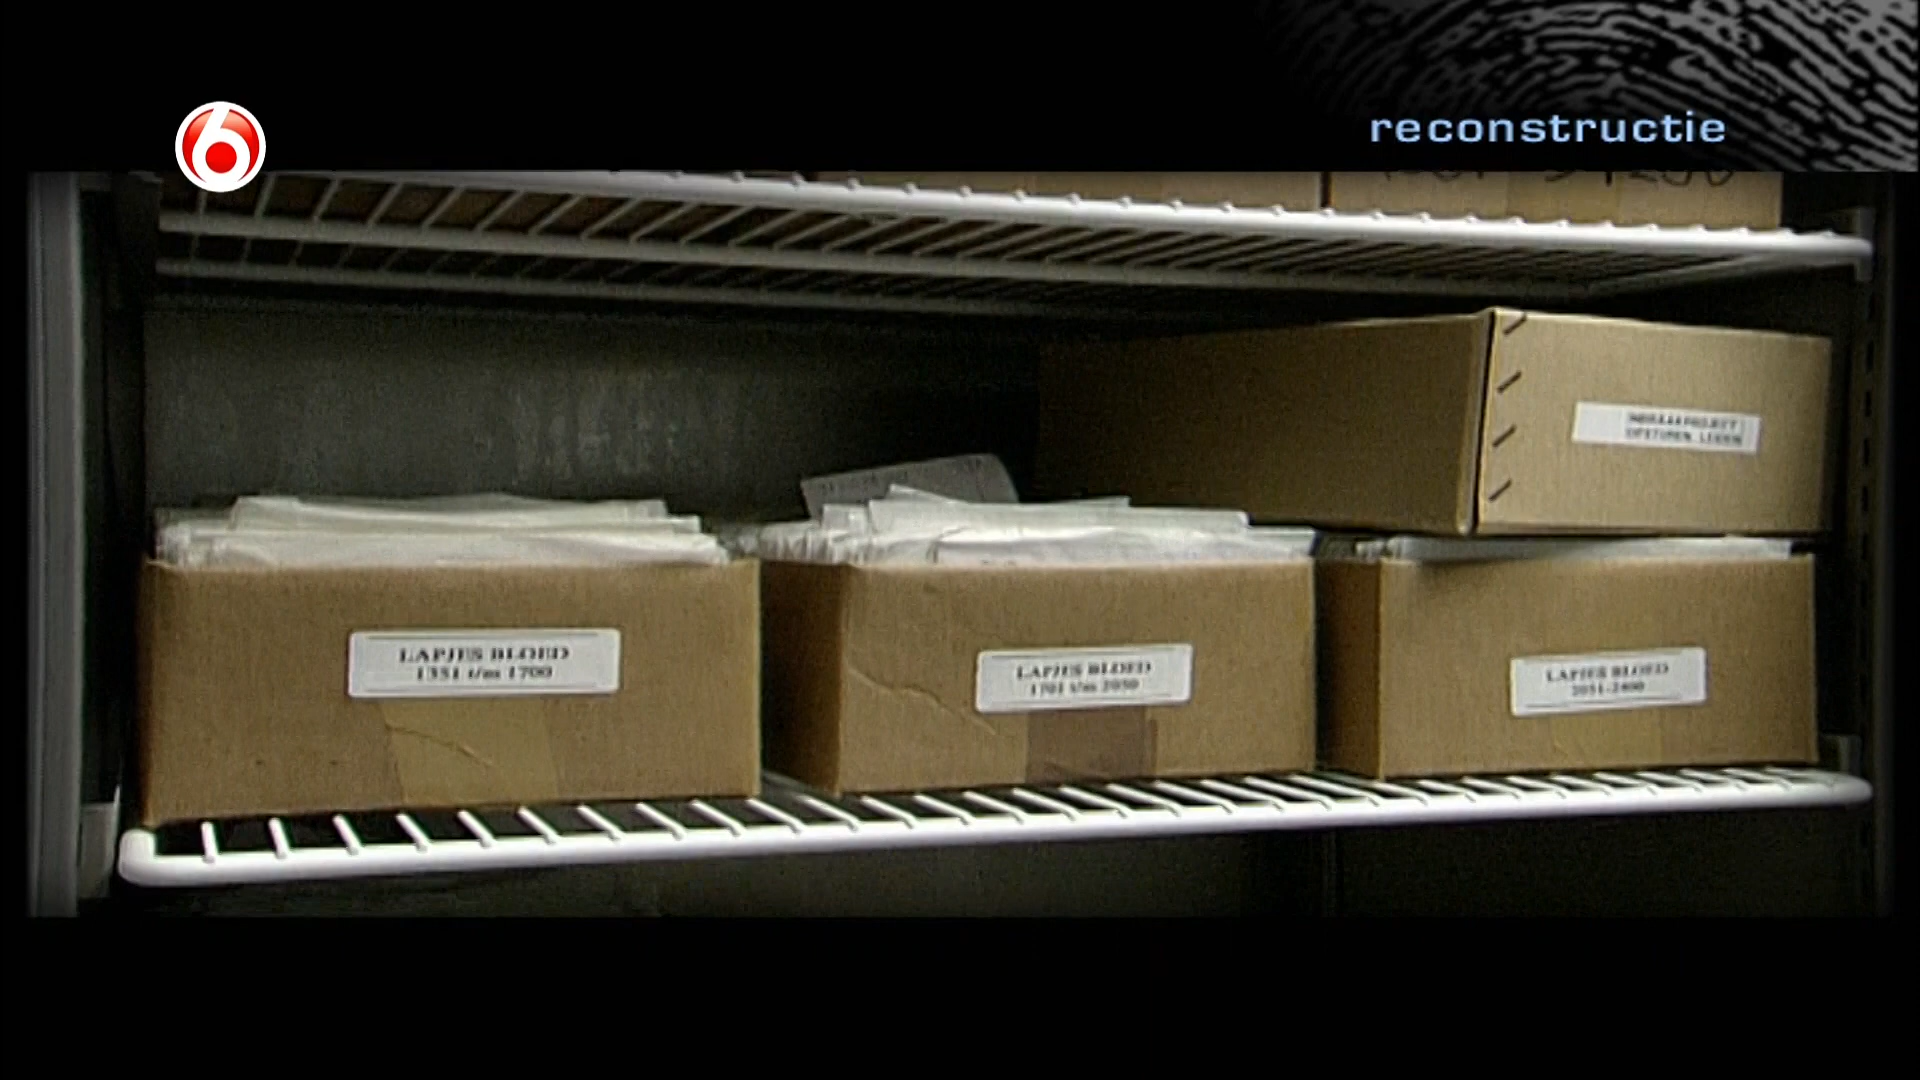 6
reconstructie
LAPJES BLOED
1351 t/m 1700
LAPJES BLOED
1701 t/m 2050
LAPJES BLOED
2051-2400